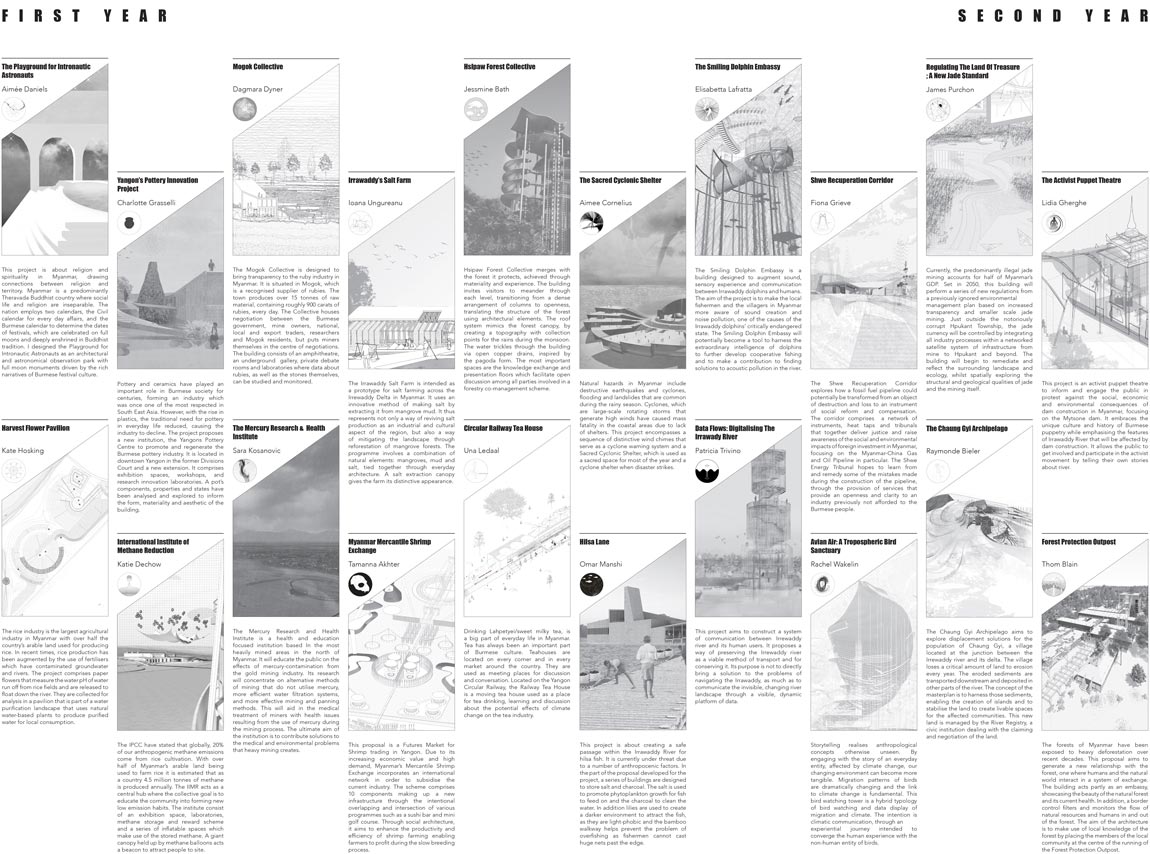 FIRST YEAR
SECOND YEAR
The Playground for Intronautic
Astronauts
Aimée Daniels
This project is about religion and
spirituality in Myanmar, drawing
connections between religion and
territory. Myanmar is a predominantly
Theravada Buddhist country where social
life and religion are inseperable. The
nation employs two calendars, the Civil
calendar for every day affairs, and the
Burmese calendar to determine the dates
of festivals, which are celebrated on full
moons and deeply enshrined in Buddhist
tradition. I designed the Playground for
Intronautic Astronauts as an architectural
and astronomical observation park with
full moon monuments driven by the rich
narratives of Burmese festival culture.
Harvest Flower Pavilion
Kate Hosking
The rice industry is the largest agricultural
industry in Myanmar with over half the
country's arable land used for producing
rice. In recent times, rice production has
been augmented by the use of fertilisers
which have contaminated groundwater
and rivers. The project comprises paper
flowers that measure the water pH of water
run off from rice fields and are released to
float down the river. They are collected for
analysis in a pavilion that is part of a water
purification landscape that uses natural
water-based plants to produce purified
water for local consumption.
Yangon's Pottery Innovation
Project
Charlotte Grasselli
Pottery and ceramics have played an
important role in Burmese society for
centuries, forming an industry which
was once one of the most respected in
South East Asia. However, with the rise in
plastics, the traditional need for pottery
in everyday life reduced, causing the
industry to decline. The project proposes
a new institution, the Yangons Pottery
Centre to promote and regenerate the
Burmese pottery industry. It is located in
downtown Yangon in the former Divisions
Court and a new extension. It comprises
exhibition spaces, workshops, and
research innovation laboratories. A pot's
components, properties and states have
been analysed and explored to inform
the form, materiality and aesthetic of the
building.
International Institute of
Methane Reduction
Katie Dechow
The IPCC have stated that globally, 20%
of our anthropogenic methane emissions
come from rice cultivation. With over
half of Myanmar's arable land being
used to farm rice it is estimated that as
a country 4.5 million tonnes of methane
is produced annually. The IIMR acts as a
central hub where the collective goal is to
educate the community into forming new
low emission habits. The institute consist
of an exhibition space, laboratories,
methane storage and reward scheme
and a series of inflatable spaces which
make use of the stored methane. A giant
canopy held up by methane balloons acts
a beacon to attract people to site.
Mogok Collective
Dagmara Dyner
The Mogok Collective is designed to
bring transparency to the ruby industry in
Myanmar. It is situated in Mogok, which
is a recognised supplier of rubies. The
town produces over 15 tonnes of raw
material, containing roughly 900 carats of
rubies, every day. The Collective houses
negotiation between the Burmese
government, mine owners, national,
local and export traders, researchers
and Mogok residents, but puts miners
themselves in the centre of negotiations.
The building consists of an amphitheatre,
an underground gallery, private debate
rooms and laboratories where data about
rubies, as well as the stories themselves,
can be studied and monitored.
The Mercury Research & Health
Institute
Sara Kosanovic
The Mercury Research and Health
Institute is a health and education
focused institution based in the most
heavily mined areas in the north of
Myanmar. It will educate the public on the
effects of mercury-contamination from
the gold mining industry. Its research
will concentrate on alternative methods
of mining that do not utilise mercury,
more efficient water filtration systems,
and more effective mining and panning
methods. This will aid in the medical
treatment of miners with health issues
resulting from the use of mercury during
the mining process. The ultimate aim of
the institution is to contribute solutions to
the medical and environmental problems
that heavy mining creates.
Irrawaddy's Salt Farm
Ioana Ungureanu
The Irrawaddy Salt Farm is intended as
a prototype for salt farming across the
Irrewaddy Delta in Myanmar. It uses an
innovative method of making salt by
extracting it from mangrove mud. It thus
represents not only a way of reviving salt
production as an industrial and cultural
aspect of the region, but also a way
of mitigating the landscape through
reforestation of mangrove forests. The
programme involves a combination of
natural elements: mangroves, mud and
salt, tied together through everyday
architecture. A salt extraction canopy
gives the farm its distinctive appearance.
Myanmar Mercantile Shrimp
Exchange
Tamanna Akhter
This proposal is a Futures Market for
Shrimp trading in Yangon. Due to its
increasing economic value and high
demand, Myanmar's Mercantile Shrimp
Exchange incorporates an international
network in order to subsidise the
current industry. The scheme comprises
10 components making up a new
infrastructure through the intentional
overlapping and intersection of various
programmes such as a sushi bar and mini
golf course. Through social architecture,
it aims to enhance the productivity and
efficiency of shrimp farming enabling
farmers to profit during the slow breeding
process.
Hsipaw Forest Collective
Jessmine Bath
Hsipaw Forest Collective merges with
the forest it protects, achieved through
materiality and experience. The building
invites visitors to meander through
each level, transitioning from a dense
arrangement of columns to openness,
translating the structure of the forest
using architectural elements. The roof
system mimics the forest canopy, by
creating a topography with collection
points for the rains during the monsoon.
The water trickles through the building
via open copper drains, inspired by
the pagoda form. The most important
spaces are the knowledge exchange and
presentation floors which facilitate open
discussion among all parties involved in a
forestry co management scheme.
Circular Railway Tea House
Una Ledaal
Drinking Lahpetyei/sweet milky tea, is
a big part of everyday life in Myanmar.
Tea has always been an important part
of Burmese culture. Teahouses are
located on every corner and in every
market around the country. They are
used as meeting places for discussion
and conversation. Located on the Yangon
Circular Railway, the Railway Tea House
is a moving tea house used as a place
for tea drinking, learning and discussion
about the potential effects of climate
change on the tea industry.
The Sacred Cyclonic Shelter
Aimee Cornelius
Natural hazards in Myanmar include
destructive earthquakes and cyclones,
flooding and landslides that are common
during the rainy season. Cyclones, which
are large-scale rotating storms that
generate high winds have caused mass
fatality in the coastal areas due to lack
of shelters. This project encompasses a
sequence of distinctive wind chimes that
serve as a cyclone warning system and a
Sacred Cyclonic Shelter, which is used as
a sacred space for most of the year and a
cyclone shelter when disaster strikes.
Hilsa Lane
Omar Manshi
This project is about creating a safe
passage within the Irrawaddy River for
hilsa fish. It is currently under threat due
to a number of anthropocenic factors. In
the part of the proposal developed for the
project, a series of buildings are designed
to store salt and charcoal. The salt is used
to promote phytoplankton growth for fish
to feed on and the charcoal to clean the
water. In addition lilies are used to create
a darker environment to attract the fish,
as they are light-phobic and the bamboo
walkway helps prevent the problem of
overfishing as fishermen cannot cast
huge nets past the edge.
The Smiling Dolphin Embassy
Elisabetta Lafratta
The Smiling Dolphin Embassy is a
building designed to augment sound,
sensory experience and communication
between Irrawaddy dolphins and humans.
The aim of the project is to make the local
fishermen and the villagers in Myanmar
more aware of sound creation and
noise pollution, one of the causes of the
Irrawaddy dolphins' critically endangered
state. The Smiling Dolphin Embassy will
potentially become a tool to harness the
extraordinary intelligence of dolphins
to further develop cooperative fishing
and to make a contribution to finding
solutions to acoustic pollution in the river.
Data Flows: Digitalising The
Irrawady River
Patricia Trivino
This project aims to construct a system
of communication between Irrewaddy
river and its human users. It proposes a
way of preserving the Irrewaddy river
as a viable method of transport and for
conserving it. Its purpose is not to directly
bring a solution to the problems of
navigating the Irewaddy, as much as to
communicate the invisible, changing river
landscape through a visible, dynamic
platform of data.
Shwe Recuperation Corridor
Fiona Grieve
The Shwe Recuperation Corridor
explores how a fossil fuel pipeline could
potentially be transformed from an object
of destruction and loss to an instrument
of social reform and compensation.
The corridor comprises a network of
instruments, heat taps and tribunals
that together deliver justice and raise
awareness of the social and environmental
impacts of foreign investment in Myanmar,
focusing on the Myanmar-China Gas
and Oil Pipeline in particular. The Shwe
Energy Tribunal hopes to learn from
and remedy some of the mistakes made
during the construction of the pipeline,
through the provision of services that
provide an openness and clarity to an
industry previously not afforded to the
Burmese people.
Avian Air: A Tropospheric Bird
Sanctuary
Rachel Wakelin
Storytelling realises anthropological
concepts otherwise unseen. By
engaging with the story of an everyday
entity, affected by climate change, our
changing environment can become more
tangible. Migration patterns of birds
are dramatically changing and the link
to climate change is fundamental. This
bird watching tower is a hybrid typology
of bird watching and data display of
migration and climate. The intention is
climatic communication, through an
experiential journey intended to
converge the human experience with the
non-human entity of birds.
Regulating The Land Of Treasure
; A New Jade Standard
James Purchon
Currently, the predominantly illegal jade
mining accounts for half of Myanmar's
GDP. Set in 2050, this building will
perform a series of new regulations from
a previously ignored environmental
management plan based on increased
transparency and smaller scale jade
mining. Just outside the notoriously
corrupt Hpukant Township, the jade
currency will be controlled by integrating
all industry processes within a networked
satellite system of infrastructure from
mine to Hpukant and beyond. The
building will begin to remediate and
reflect the surrounding landscape and
ecology, whilst spatially exploring the
structural and geological qualities of jade
and the mining itself.
The Chaung Gyi Archipelago
Raymonde Bieler
The Chaung Gyi Archipelago aims to
explore displacement solutions for the
population of Chaung Gyi, a village
located at the junction between the
Irrewaddy river and its delta. The village
loses a critical amount of land to erosion
every year. The eroded sediments are
transported downstream and deposited in
other parts of the river. The concept of the
masterplan is to harness those sediments,
enabling the creation of islands and to
stabilise the land to create livable spaces
for the affected communities. This new
land is managed by the River Registry, a
civic institution dealing with the claiming
and negotiation of the land.
The Activist Puppet Theatre
Lidia Gherghe
This project is an activist puppet theatre
to inform and engage the public in
protest against the social, economic
and environmental consequences of
dam construction in Myanmar, focusing
on the Myitsone dam. It embraces the
unique culture and history of Burmese
puppetry while emphasising the features
of Irrawaddy River that will be affected by
dam construction. It allows the public to
get involved and participate in the activist
movement by telling their own stories
about river.
Forest Protection Outpost
Thom Blain
The forests of Myanmar have been
exposed to heavy deforestation over
recent decades. This proposal aims to
generate a new relationship with the
forest, one where humans and the natural
world interact in a system of exchange.
The building acts partly as an embassy,
showcasing the beauty of the natural forest
and its current health. In addition, a border
control filters and monitors the flow of
natural resources and humans in and out
of the forest. The aim of the architecture
is to make use of local knowledge of the
forest by placing the members of the local
community at the centre of the running of
the Forest Protection Outpost.